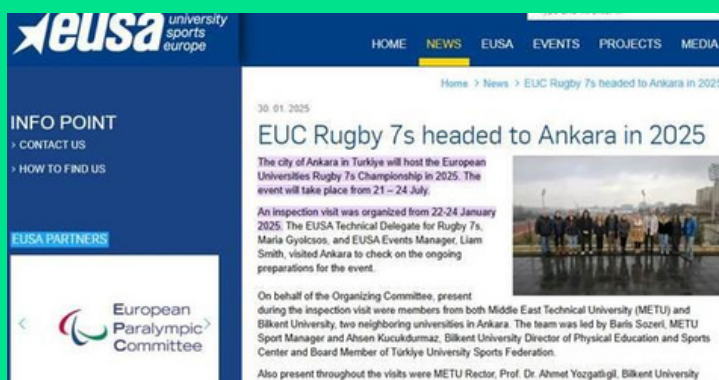 eusa university
sports
europe
HOME NEWS EUSA EVENTS PROJECTS MEDIA
Home > News > EUC Rugby 7s headed to Ankara in 2025
INFO POINT
> CONTACT US
> HOW TO FIND US
EUSA PARTNERS
European
Paralympic
Committee
30. 01. 2025
EUC Rugby 7s headed to Ankara in 2025
The city of Ankara in Turkiye will host the European
Universities Rugby 7s Championship in 2025. The
event will take place from 21 – 24 July.
An inspection visit was organized from 22-24 January
2025. The EUSA Technical Delegate for Rugby 7s,
Maria Gyolcsos, and EUSA Events Manager, Liam
Smith, visited Ankara to check on the ongoing
preparations for the event.
On behalf of the Organizing Committee, present
during the inspection visit were members from both Middle East Technical University (METU) and
Bilkent University, two neighboring universities in Ankara. The team was led by Baris Sozeri, METU
Sport Manager and Ahsen Kucukdurmaz, Bilkent University Director of Physical Education and Sports
Center and Board Member of Türkiye University Sports Federation.
Also present throughout the visits were METU Rector, Prof. Dr. Ahmet Yozgatligil, Bilkent University